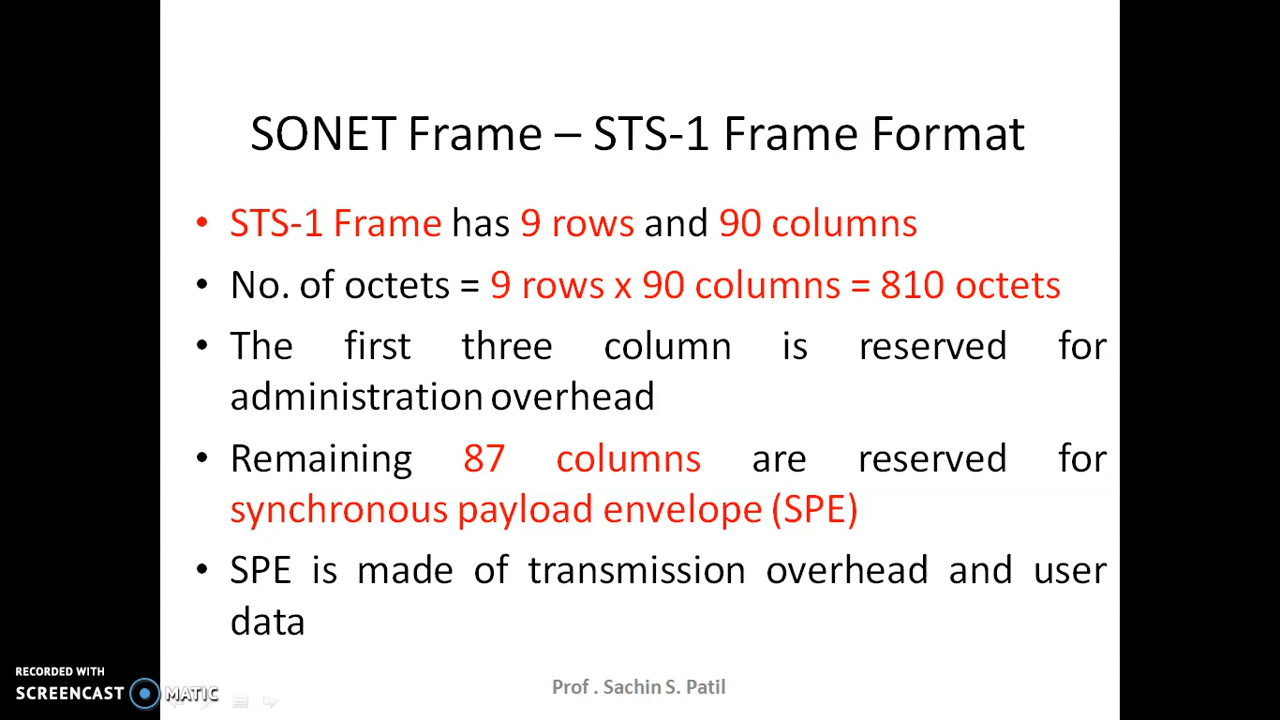 SONET Frame – STS-1 Frame Format
• STS-1 Frame has 9 rows and 90 columns
• No. of octets = 9 rows x 90 columns = 810 octets
• The first three column is reserved for
administration overhead
• Remaining 87 columns are reserved for
synchronous payload envelope (SPE)
• SPE is made of transmission overhead and user
data
Prof . Sachin S. Patil
RECORDED WITH
SCREENCAST MATIC